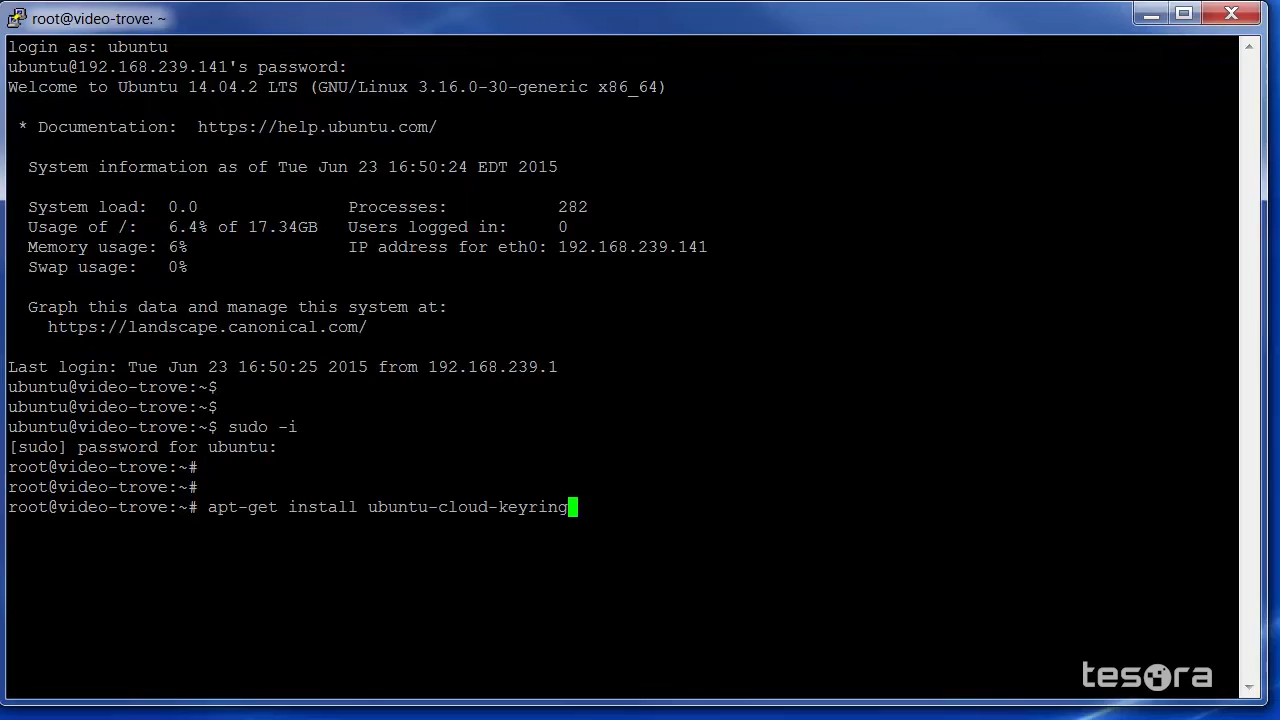 root@video-trove: ~
login as: ubuntu
ubuntu@192.168.239.141's password:
Welcome to Ubuntu 14.04.2 LTS (GNU/Linux 3.16.0-30-generic x86_64)
* Documentation:  https://help.ubuntu.com/
System information as of Tue Jun 23 16:50:24 EDT 2015
System load:  0.0               Processes:           282
Usage of /:   6.4% of 17.34GB   Users logged in:     0
Memory usage: 6%                IP address for eth0: 192.168.239.141
Swap usage:   0%
Graph this data and manage this system at:
https://landscape.canonical.com/
Last login: Tue Jun 23 16:50:25 2015 from 192.168.239.1
ubuntu@video-trove:~$
ubuntu@video-trove:~$
ubuntu@video-trove:~$ sudo -i
[sudo] password for ubuntu:
root@video-trove:~#
root@video-trove:~#
root@video-trove:~# apt-get install ubuntu-cloud-keyring
tesora